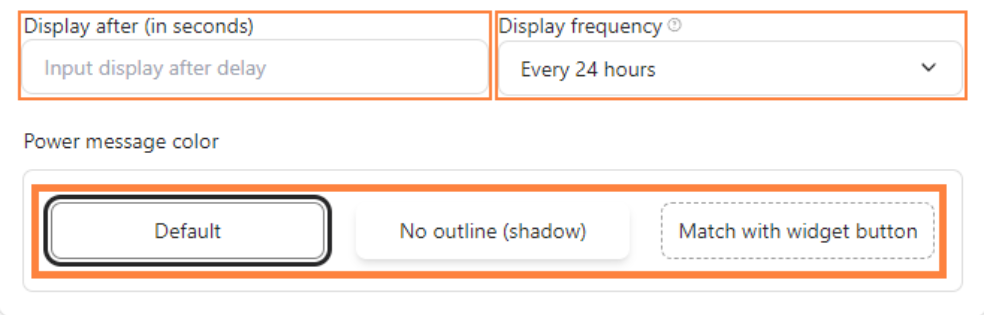 Display after (in seconds)
Display frequency ?
Input display after delay
Every 24 hours
Power message color
Default
No outline (shadow)
Match with widget button